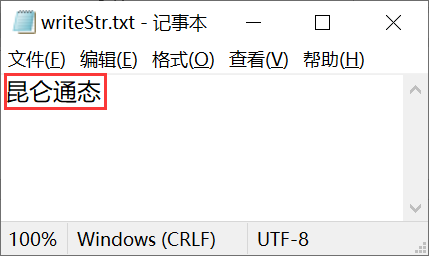 writeStr.txt - 记事本
文件(F) 编辑(E) 格式(O) 查看(V) 帮助(H)
昆仑通态
100% Windows (CRLF) UTF-8